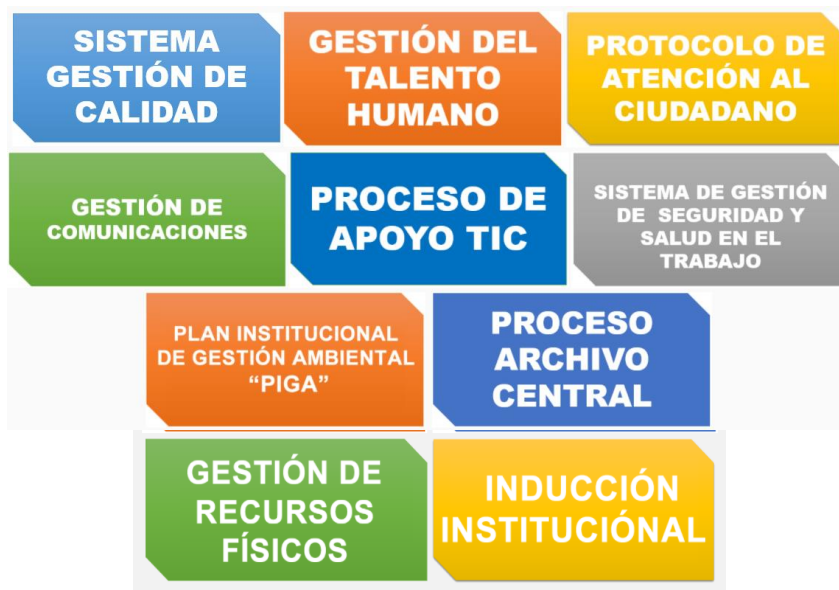 SISTEMA
GESTIÓN DE
CALIDAD
GESTIÓN DEL
TALENTO
HUMANO
PROTOCOLO DE
ATENCIÓN AL
CIUDADANO
GESTIÓN DE
COMUNICACIONES
PROCESO DE
APOYO TIC
SISTEMA DE GESTIÓN
DE SEGURIDAD Y
SALUD EN EL
TRABAJO
PLAN INSTITUCIONAL
DE GESTIÓN AMBIENTAL
“PIGA”
PROCESO
ARCHIVO
CENTRAL
GESTIÓN DE
RECURSOS
FÍSICOS
INDUCCIÓN
INSTITUCIÓNAL